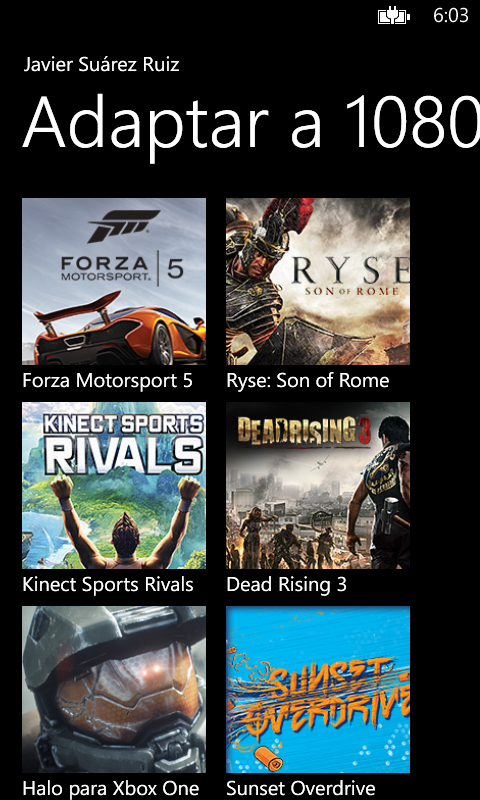 6:03
Javier Suárez Ruiz
Adaptar a 1080
FORZA
MOTORSPORT 5
RYSE
SON OF ROME
Forza Motorsport 5
Ryse: Son of Rome
KINECT SPORTS
RIVALS
DEADRISING 3
Kinect Sports Rivals
Dead Rising 3
SUNSET
OVERDRIVE
Halo para Xbox One
Sunset Overdrive